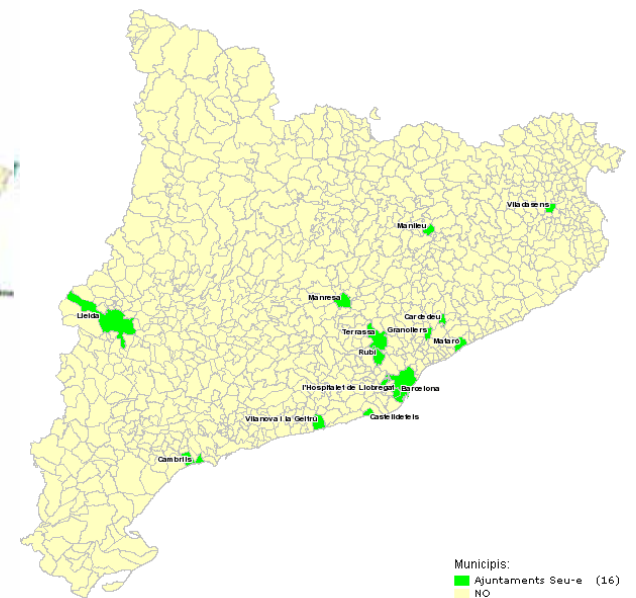 Viladasens
Manlleu
Manresa
Lleida
Cardedeu
Terrassa
Granollers
Mataró
Rubí
l'Hospitalet de Llobregat
Barcelona
Vilanova i la Geltrú
Castelldefels
Cambrils
Municipis:
Ajuntaments Seu-e (16)
NO